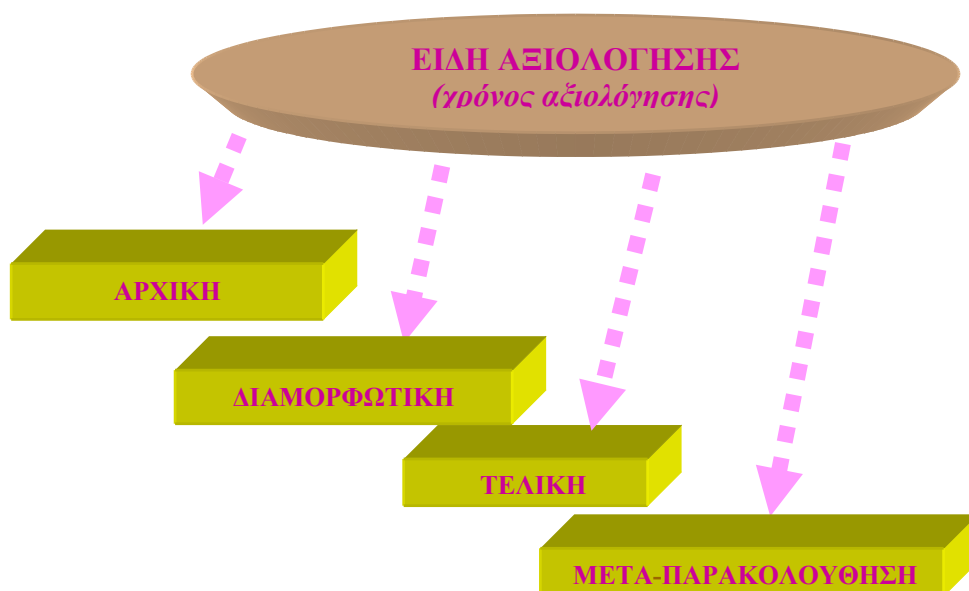 ΕΙΔΗ ΑΞΙΟΛΟΓΗΣΗΣ
(χρόνος αξιολόγησης)
ΑΡΧΙΚΗ
ΔΙΑΜΟΡΦΩΤΙΚΗ
ΤΕΛΙΚΗ
ΜΕΤΑ-ΠΑΡΑΚΟΛΟΥΘΗΣΗ